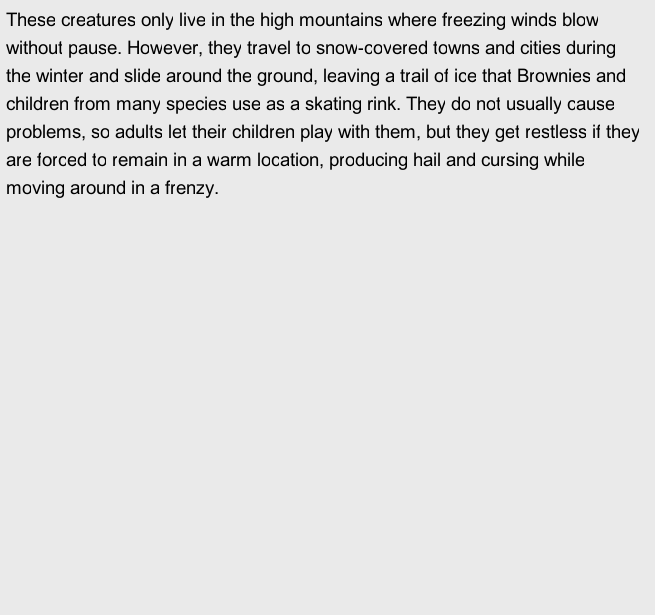 These creatures only live in the high mountains where freezing winds blow
without pause. However, they travel to snow-covered towns and cities during
the winter and slide around the ground, leaving a trail of ice that Brownies and
children from many species use as a skating rink. They do not usually cause
problems, so adults let their children play with them, but they get restless if they
are forced to remain in a warm location, producing hail and cursing while
moving around in a frenzy.